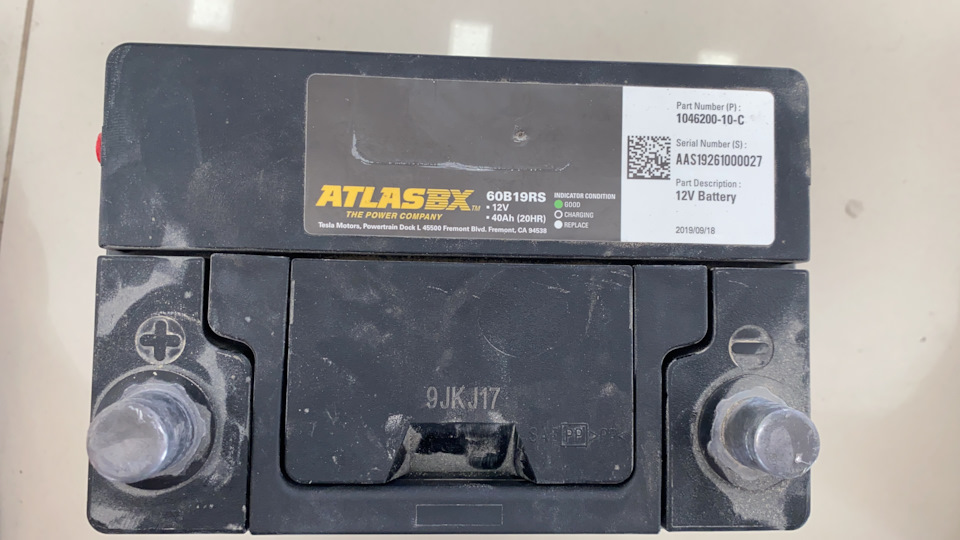 Part Number (P) :
1046200-10-C
Serial Number (S) :
AAS19261000027
Part Description :
12V Battery
2019/09/18
ATLASBX TM
THE POWER COMPANY
60B19RS
• 12V
• 40Ah (20HR)
INDICATOR CONDITION
GOOD
CHARGING
REPLACE
Tesla Motors, Powertrain Dock L 45500 Fremont Blvd. Fremont, CA 94538
+
-
9JKJ17